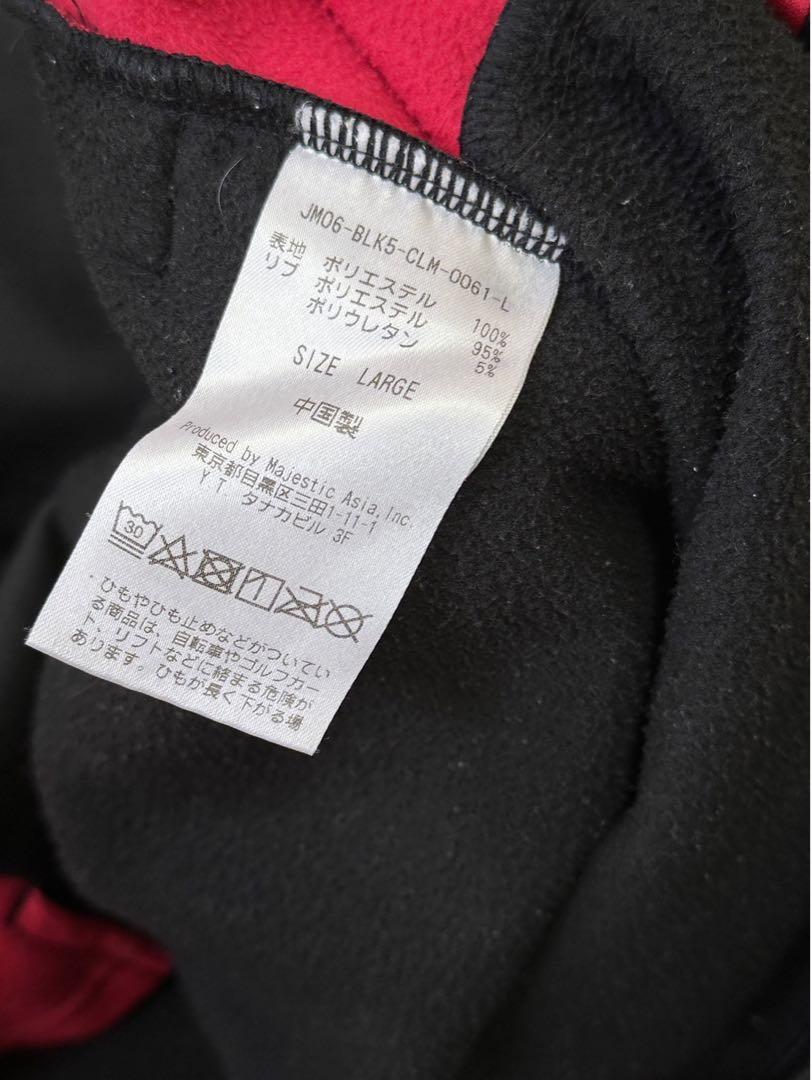 JM06-BLK5-CLM-0061-L
表地 ポリエステル 100%
リブ ポリエステル 95%
ポリウレタン 5%
SIZE LARGE
中国製
Produced by Majestic Asia,Inc.
東京都目黒区三田1-11-1
Y T タナカビル 3F
30
・ひもやひも止めなどがついてい
る商品は、自転車やゴルフカー
ト、リフトなどに絡まる危険が
あります。ひもが長く下がる場